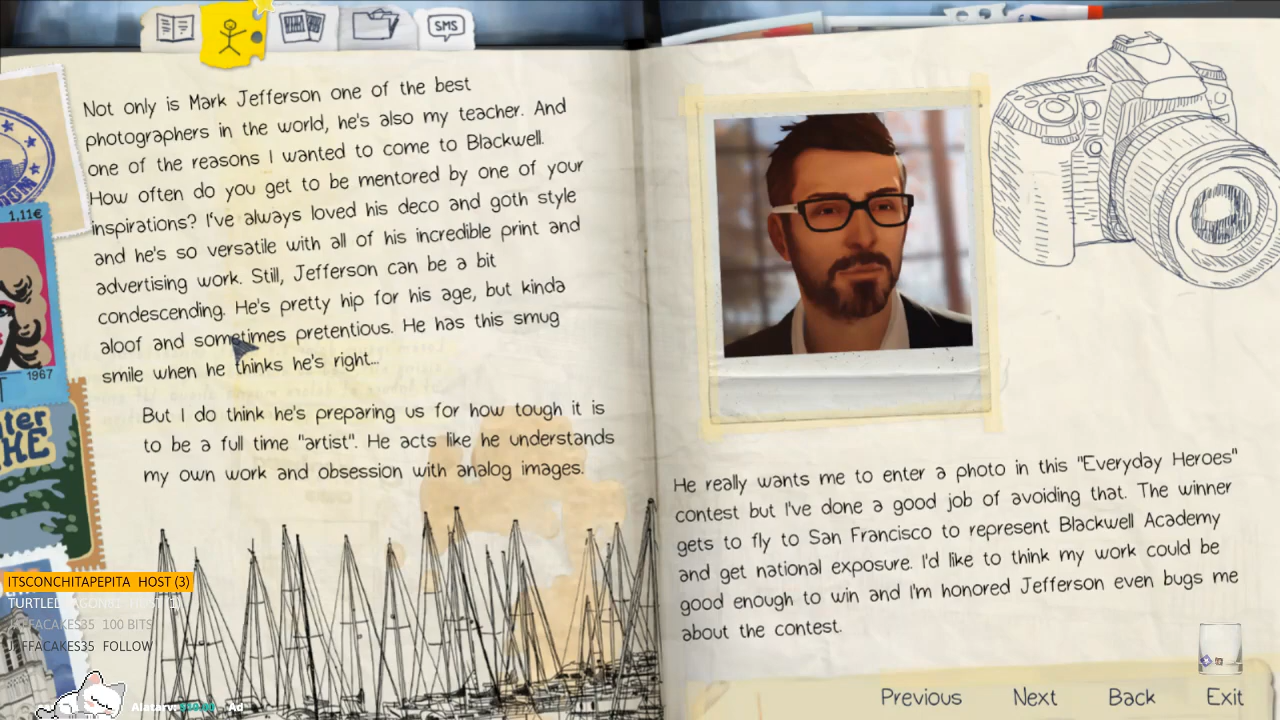 SMS
Not only is Mark Jefferson one of the best
photographers in the world, he's also my teacher. And
one of the reasons I wanted to come to Blackwell.
How often do you get to be mentored by one of your
inspirations? I've always loved his deco and goth style
and he's so versatile with all of his incredible print and
advertising work. Still, Jefferson can be a bit
condescending. He's pretty hip for his age, but kinda
aloof and sometimes pretentious. He has this smug
smile when he thinks he's right...
But I do think he's preparing us for how tough it is
to be a full time "artist". He acts like he understands
my own work and obsession with analog images.
1,11€
1967
ITSCONCHITAPEPITA HOST (3)
100 BITS
FOLLOW
Ad
He really wants me to enter a photo in this "Everyday Heroes"
contest but I've done a good job of avoiding that. The winner
gets to fly to San Francisco to represent Blackwell Academy
and get national exposure. I'd like to think my work could be
good enough to win and I'm honored Jefferson even bugs me
about the contest.
Previous Next Back Exit